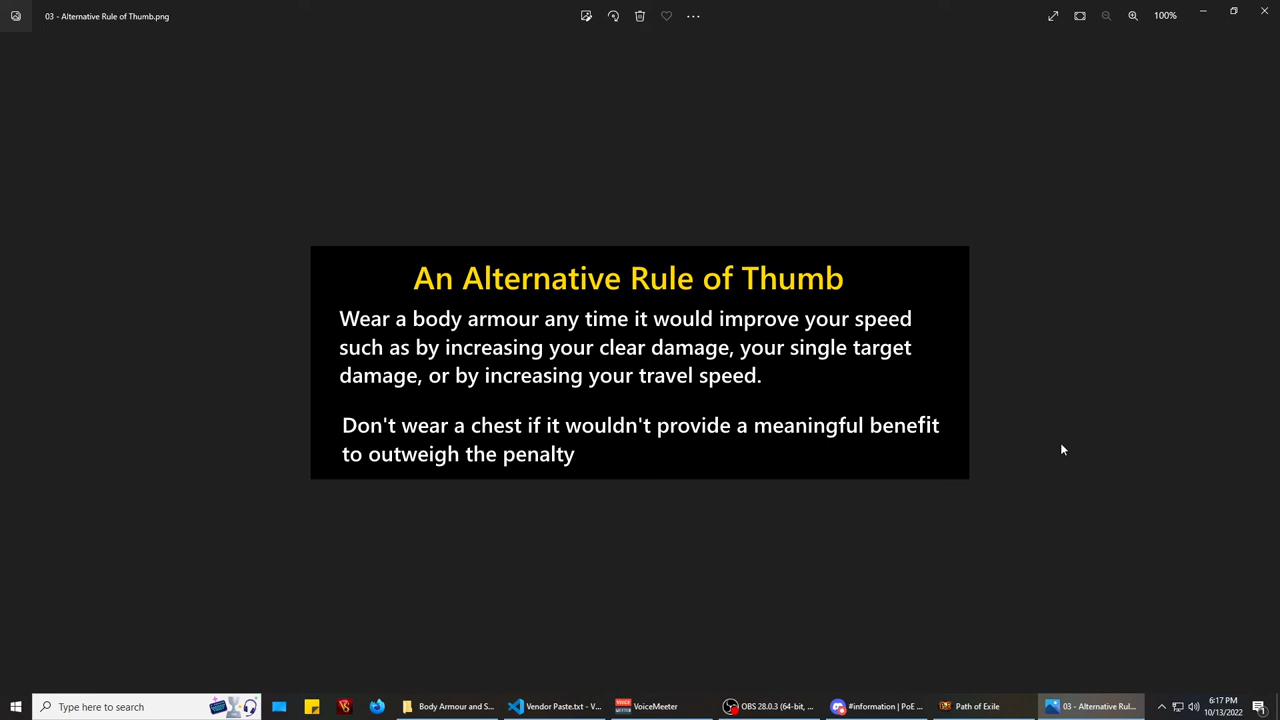 03 - Alternative Rule of Thumb.png
100%
An Alternative Rule of Thumb
Wear a body armour any time it would improve your speed
such as by increasing your clear damage, your single target
damage, or by increasing your travel speed.
Don't wear a chest if it wouldn't provide a meaningful benefit
to outweigh the penalty
Type here to search
Body Armour and S...
Vendor Paste.txt - V...
VoiceMeeter
OBS 28.0.3 (64-bit, ...
#information | PoE ...
Path of Exile
03 - Alternative Rul...
6:17 PM
10/13/2022